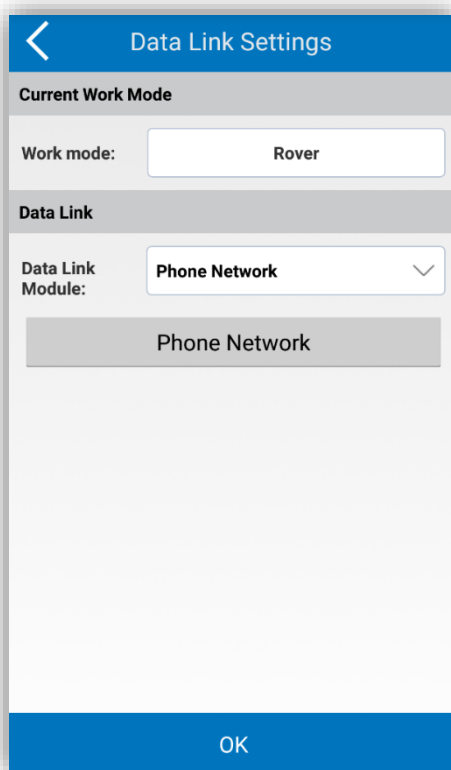 Data Link Settings
Current Work Mode
Work mode: Rover
Data Link
Data Link
Module: Phone Network
Phone Network
OK